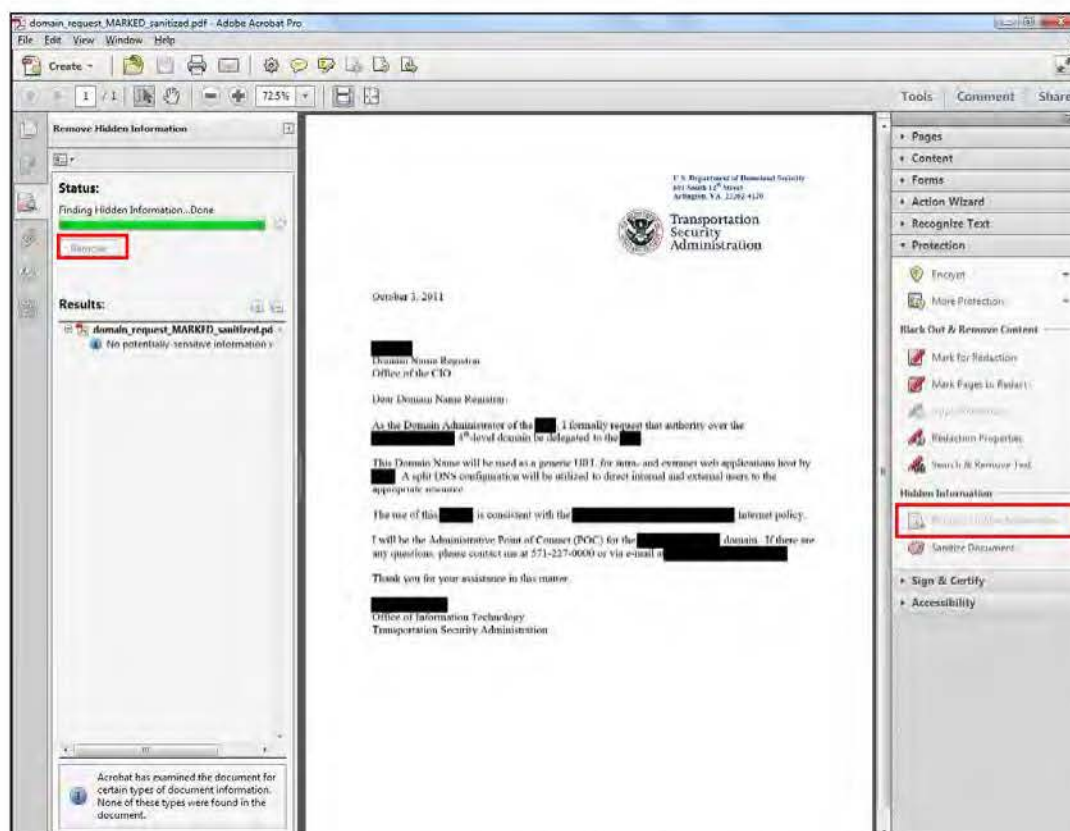 domain_request_MARKED_sanitized.pdf - Adobe Acrobat Pro
File Edit View Window Help
Create
1 / 1 72.5% Tools Comment Share
Remove Hidden Information
Status:
Finding Hidden Information...Done
Remove
Results:
domain_request_MARKED_sanitized.pd
No potentially sensitive information
Acrobat has examined the document for
certain types of document information.
None of these types were found in the
document.
U.S. Department of Homeland Security
601 South 12th Street
Arlington, VA 22202-4220
Transportation
Security
Administration
October 3, 2011
Domain Name Registrar
Office of the CIO
Dear Domain Name Registrar:
As the Domain Administrator of the , I formally request that authority over the
4th-level domain be delegated to the
This Domain Name will be used as a generic URL for intra- and extranet web applications host by
. A split DNS configuration will be utilized to direct internal and external users to the
appropriate resource.
The use of this is consistent with the Internet policy.
I will be the Administrative Point of Contact (POC) for the domain. If there are
any questions, please contact me at 571-227-0000 or via e-mail at
Thank you for your assistance in this matter.
Office of Information Technology
Transportation Security Administration
Pages
Content
Forms
Action Wizard
Recognize Text
Protection
Encrypt
More Protection
Black Out & Remove Content
Mark for Redaction
Mark Pages to Redact
Apply Redactions
Redaction Properties
Search & Remove Text
Hidden Information
Remove Hidden Information
Sanitize Document
Sign & Certify
Accessibility